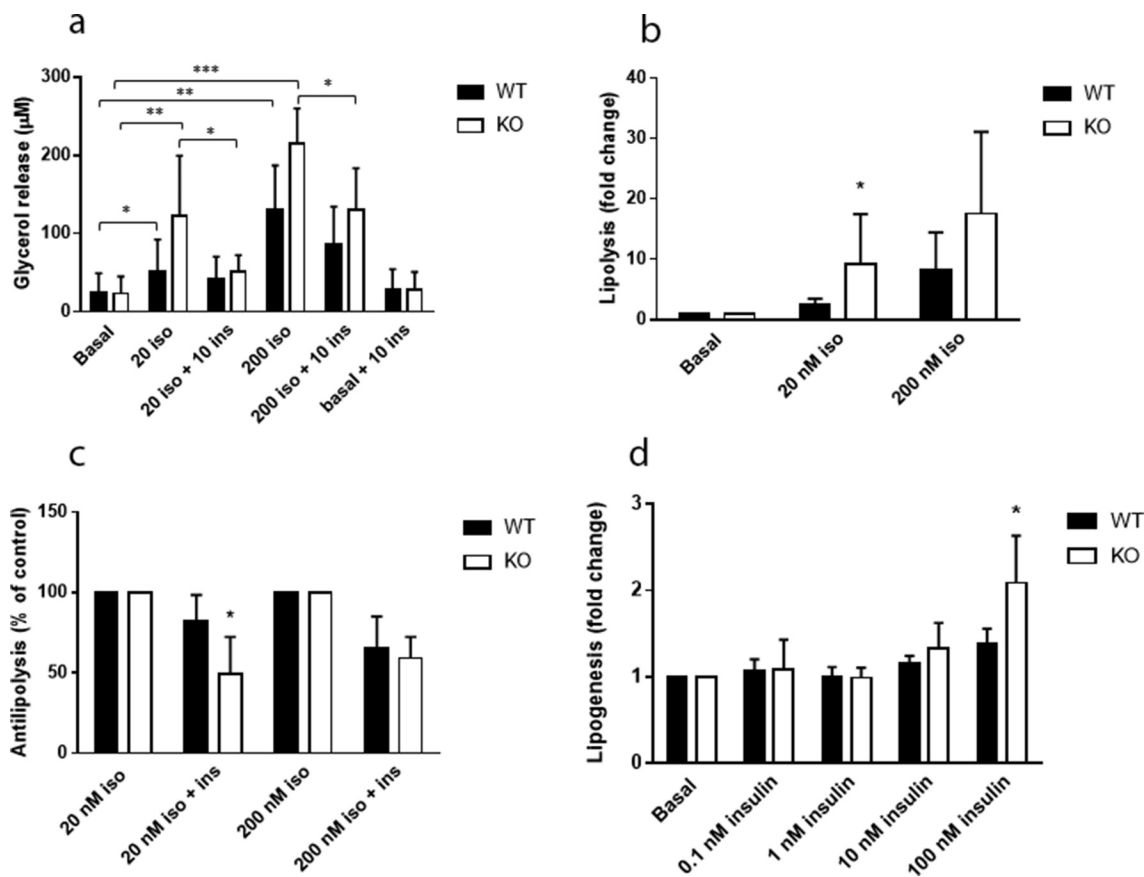 a
Glycerol release (μM)
300
200
100
0
***
**
*
**
*
*
WT
KO
Basal
20 iso
20 iso + 10 ins
200 iso
200 iso + 10 ins
basal + 10 ins
b
Lipolysis (fold change)
40
30
20
10
0
*
WT
KO
Basal
20 nM iso
200 nM iso
c
Antilipolysis (% of control)
150
100
50
0
*
WT
KO
20 nM iso
20 nM iso + ins
200 nM iso
200 nM iso + ins
d
Lipogenesis (fold change)
3
2
1
0
*
WT
KO
Basal
0.1 nM insulin
1 nM insulin
10 nM insulin
100 nM insulin